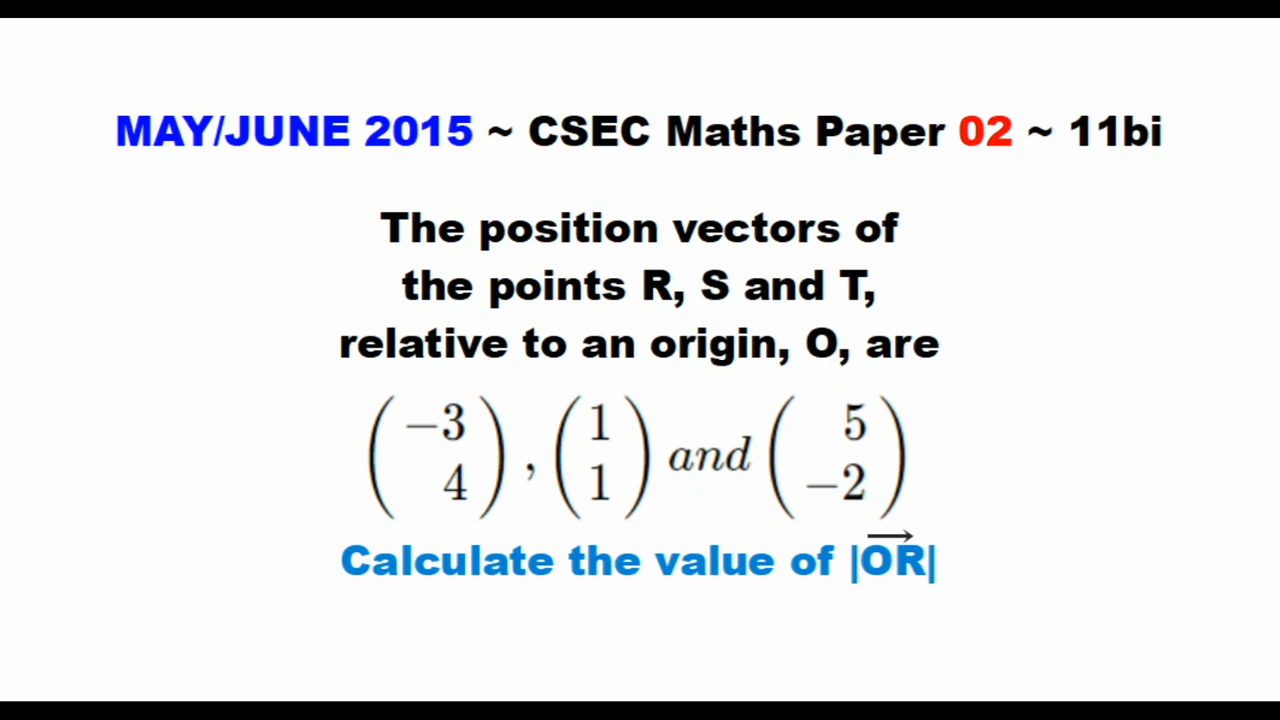 MAY/JUNE 2015 ~ CSEC Maths Paper 02 ~ 11bi
The position vectors of
the points R, S and T,
relative to an origin, O, are
(−3 4), (1 1) and (5 −2)
Calculate the value of |OR→|